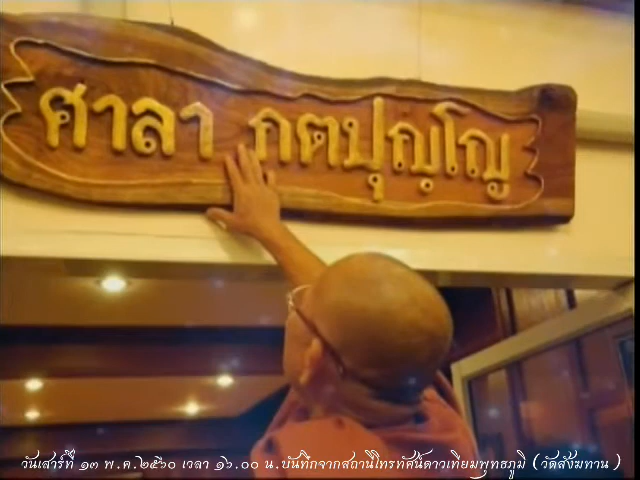 ศาลา กตปุญฺโญ
วันเสาร์ที่ ๑๓ พ.ค.๒๕๖๐ เวลา ๑๖.๐๐ น.บันทึกจากสถานีโทรทัศน์ดาวเทียมพุทธภูมิ (วัดสังฆทาน)